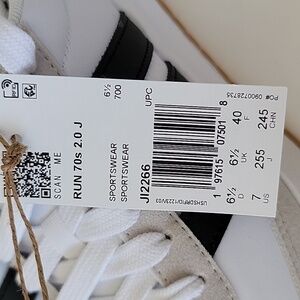 SCAN ME
RUN 70s 2.0 J
SPORTSWEAR
SPORTSWEAR
6½
700
JI2266
UPC
1 97615 07501 8
PO# 0900728735
6½ D
6½ UK
40 F
7 US
255 J
245 CHN